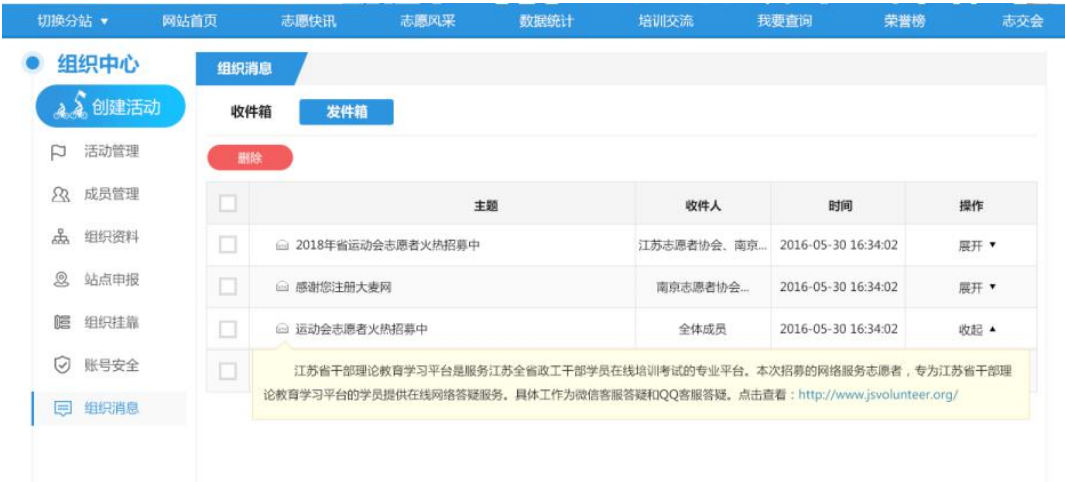 切换分站 ▼ 网站首页 志愿快讯 志愿风采 数据统计 培训交流 我要查询 荣誉榜 志交会
组织中心
创建活动
活动管理
成员管理
组织资料
站点申报
组织挂靠
账号安全
组织消息
组织消息
收件箱 发件箱
删除
主题 收件人 时间 操作
2018年省运动会志愿者火热招募中 江苏志愿者协会、南京... 2016-05-30 16:34:02 展开 ▼
感谢您注册大麦网 南京志愿者协会... 2016-05-30 16:34:02 展开 ▼
运动会志愿者火热招募中 全体成员 2016-05-30 16:34:02 收起 ▲
江苏省干部理论教育学习平台是服务江苏全省政工干部学员在线培训考试的专业平台。本次招募的网络服务志愿者，专为江苏省干部理
论教育学习平台的学员提供在线网络答疑服务。具体工作为微信客服答疑和QQ客服答疑。点击查看：http://www.jsvolunteer.org/